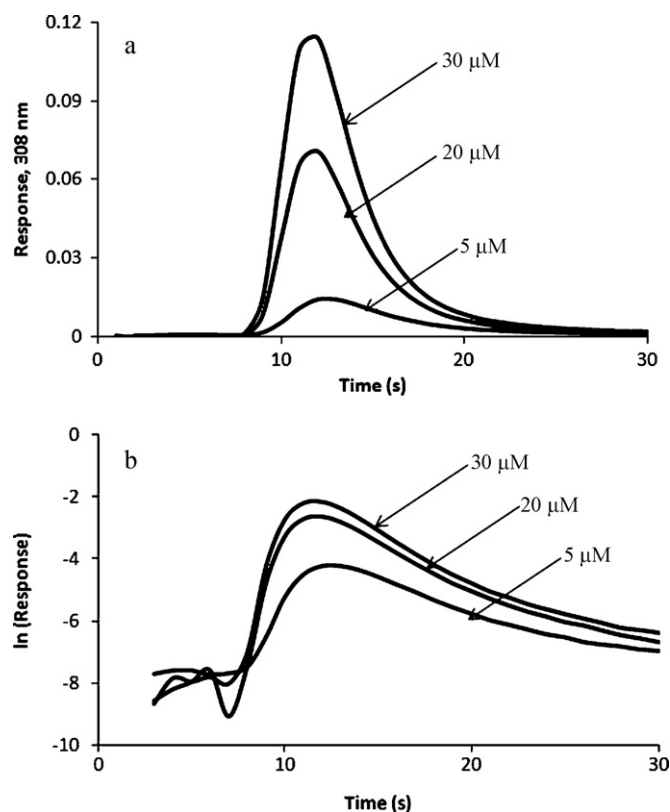 a
30 µM
20 µM
5 µM
Response, 308 nm
0.12
0.09
0.06
0.03
0
0 10 20 30
Time (s)
b
30 µM
20 µM
5 µM
ln (Response)
0
-2
-4
-6
-8
-10
0 10 20 30
Time (s)